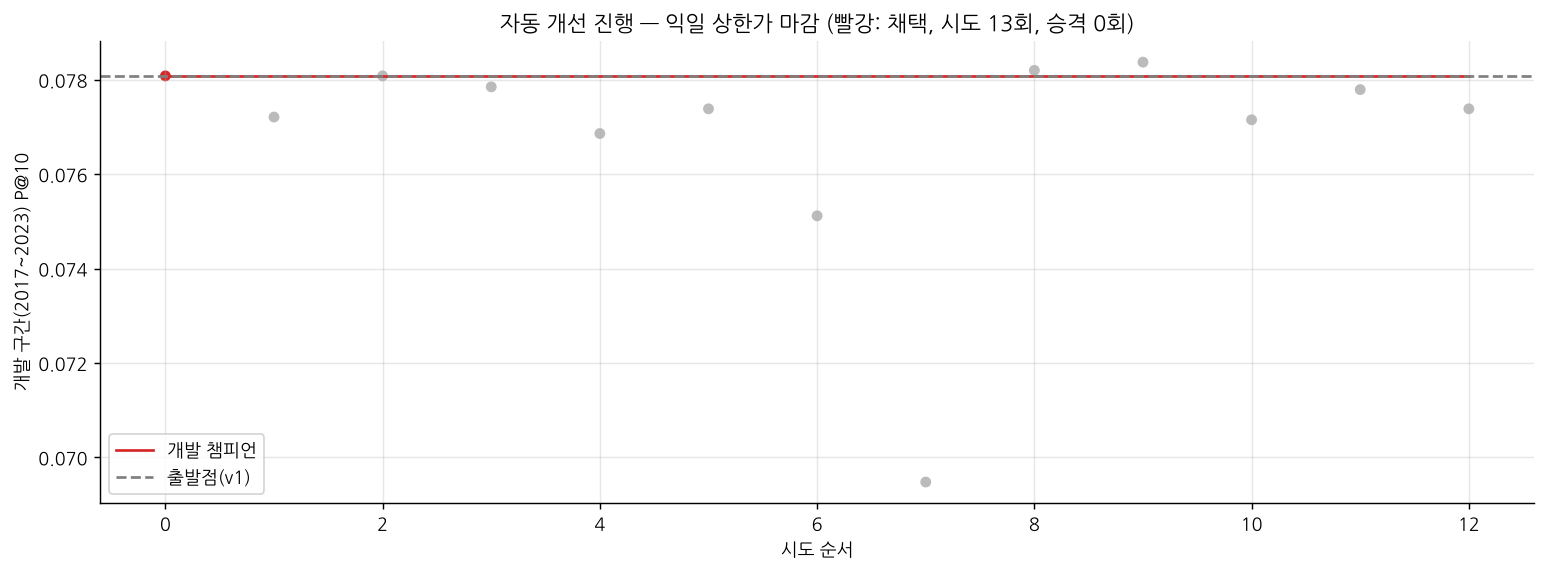 자동 개선 진행 — 익일 상한가 마감 (빨강: 채택, 시도 13회, 승격 0회)
개발 구간(2017~2023) P@10
0.078
0.076
0.074
0.072
0.070
개발 챔피언
출발점(v1)
0 2 4 6 8 10 12
시도 순서